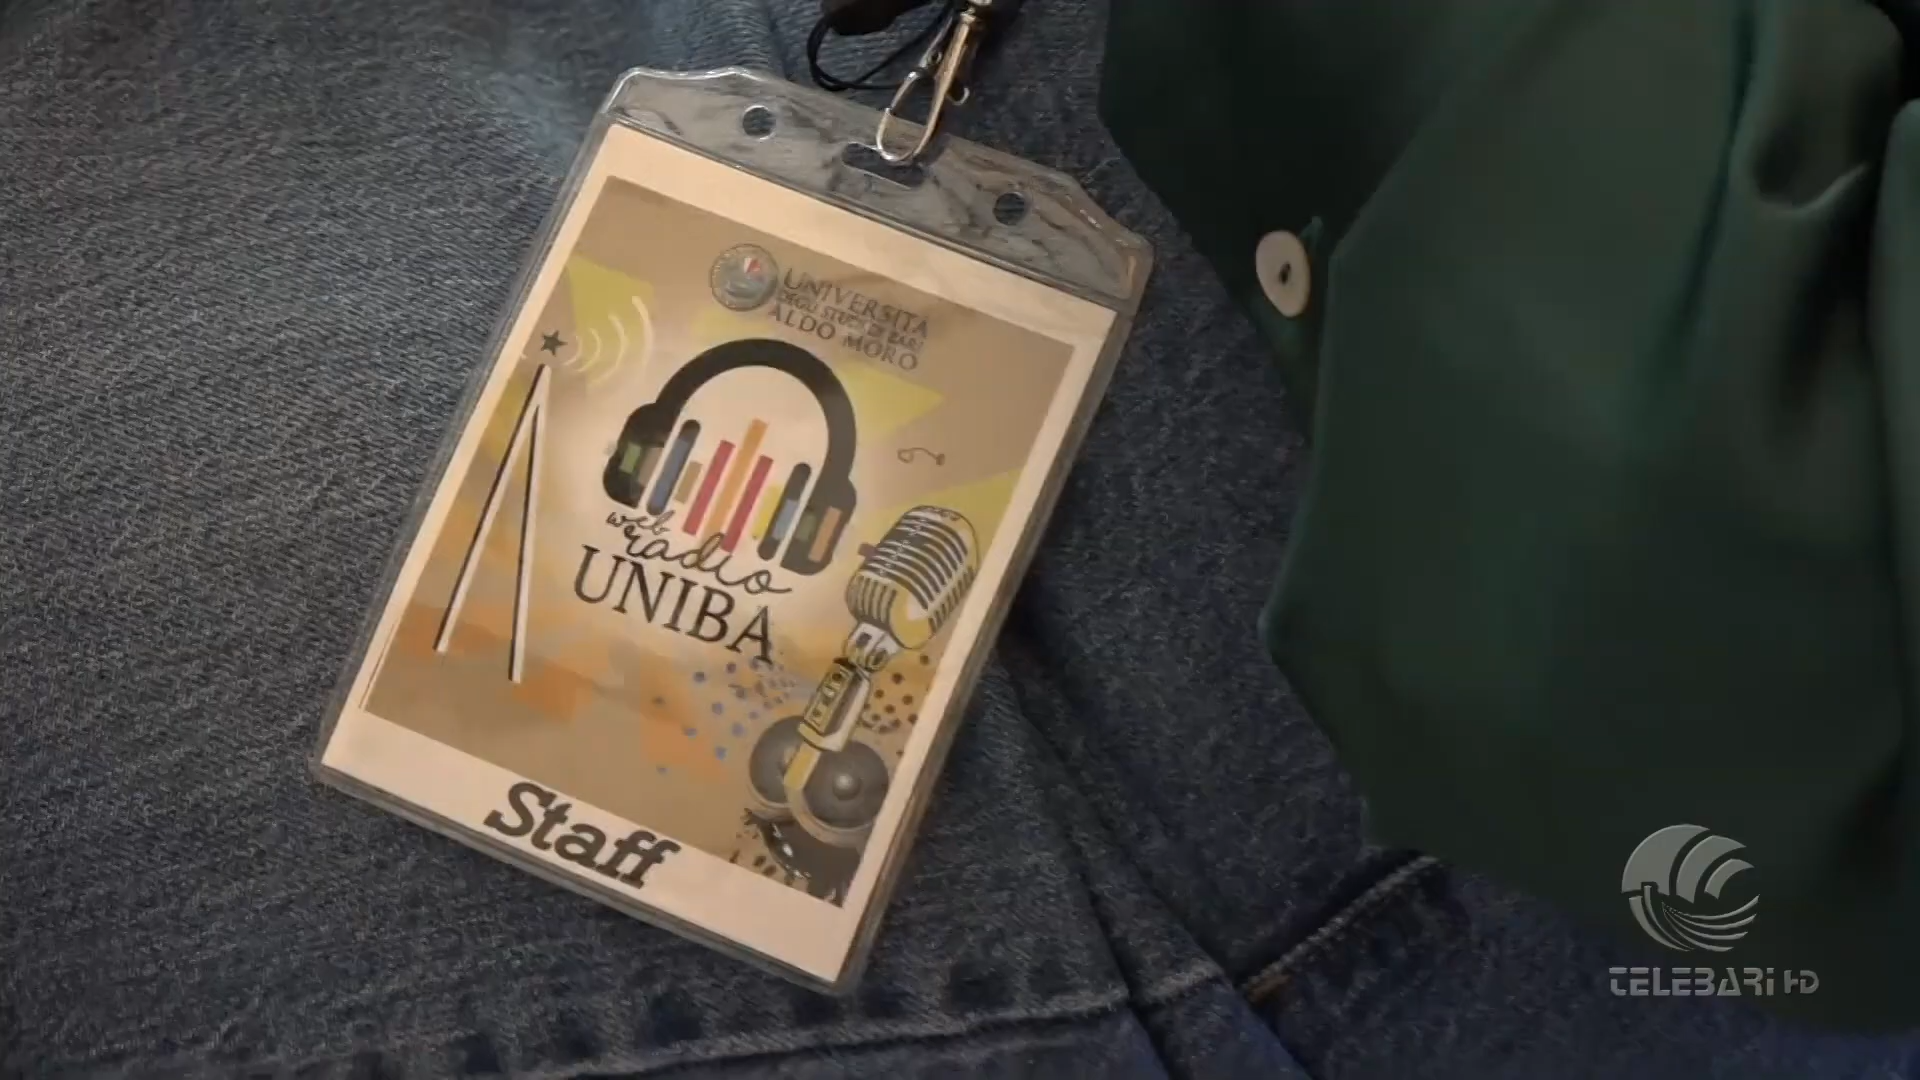 UNIVERSITÀ
DEGLI STUDI DI BARI
ALDO MORO
web
radio
UNIBA
Staff
TELEBARI HD